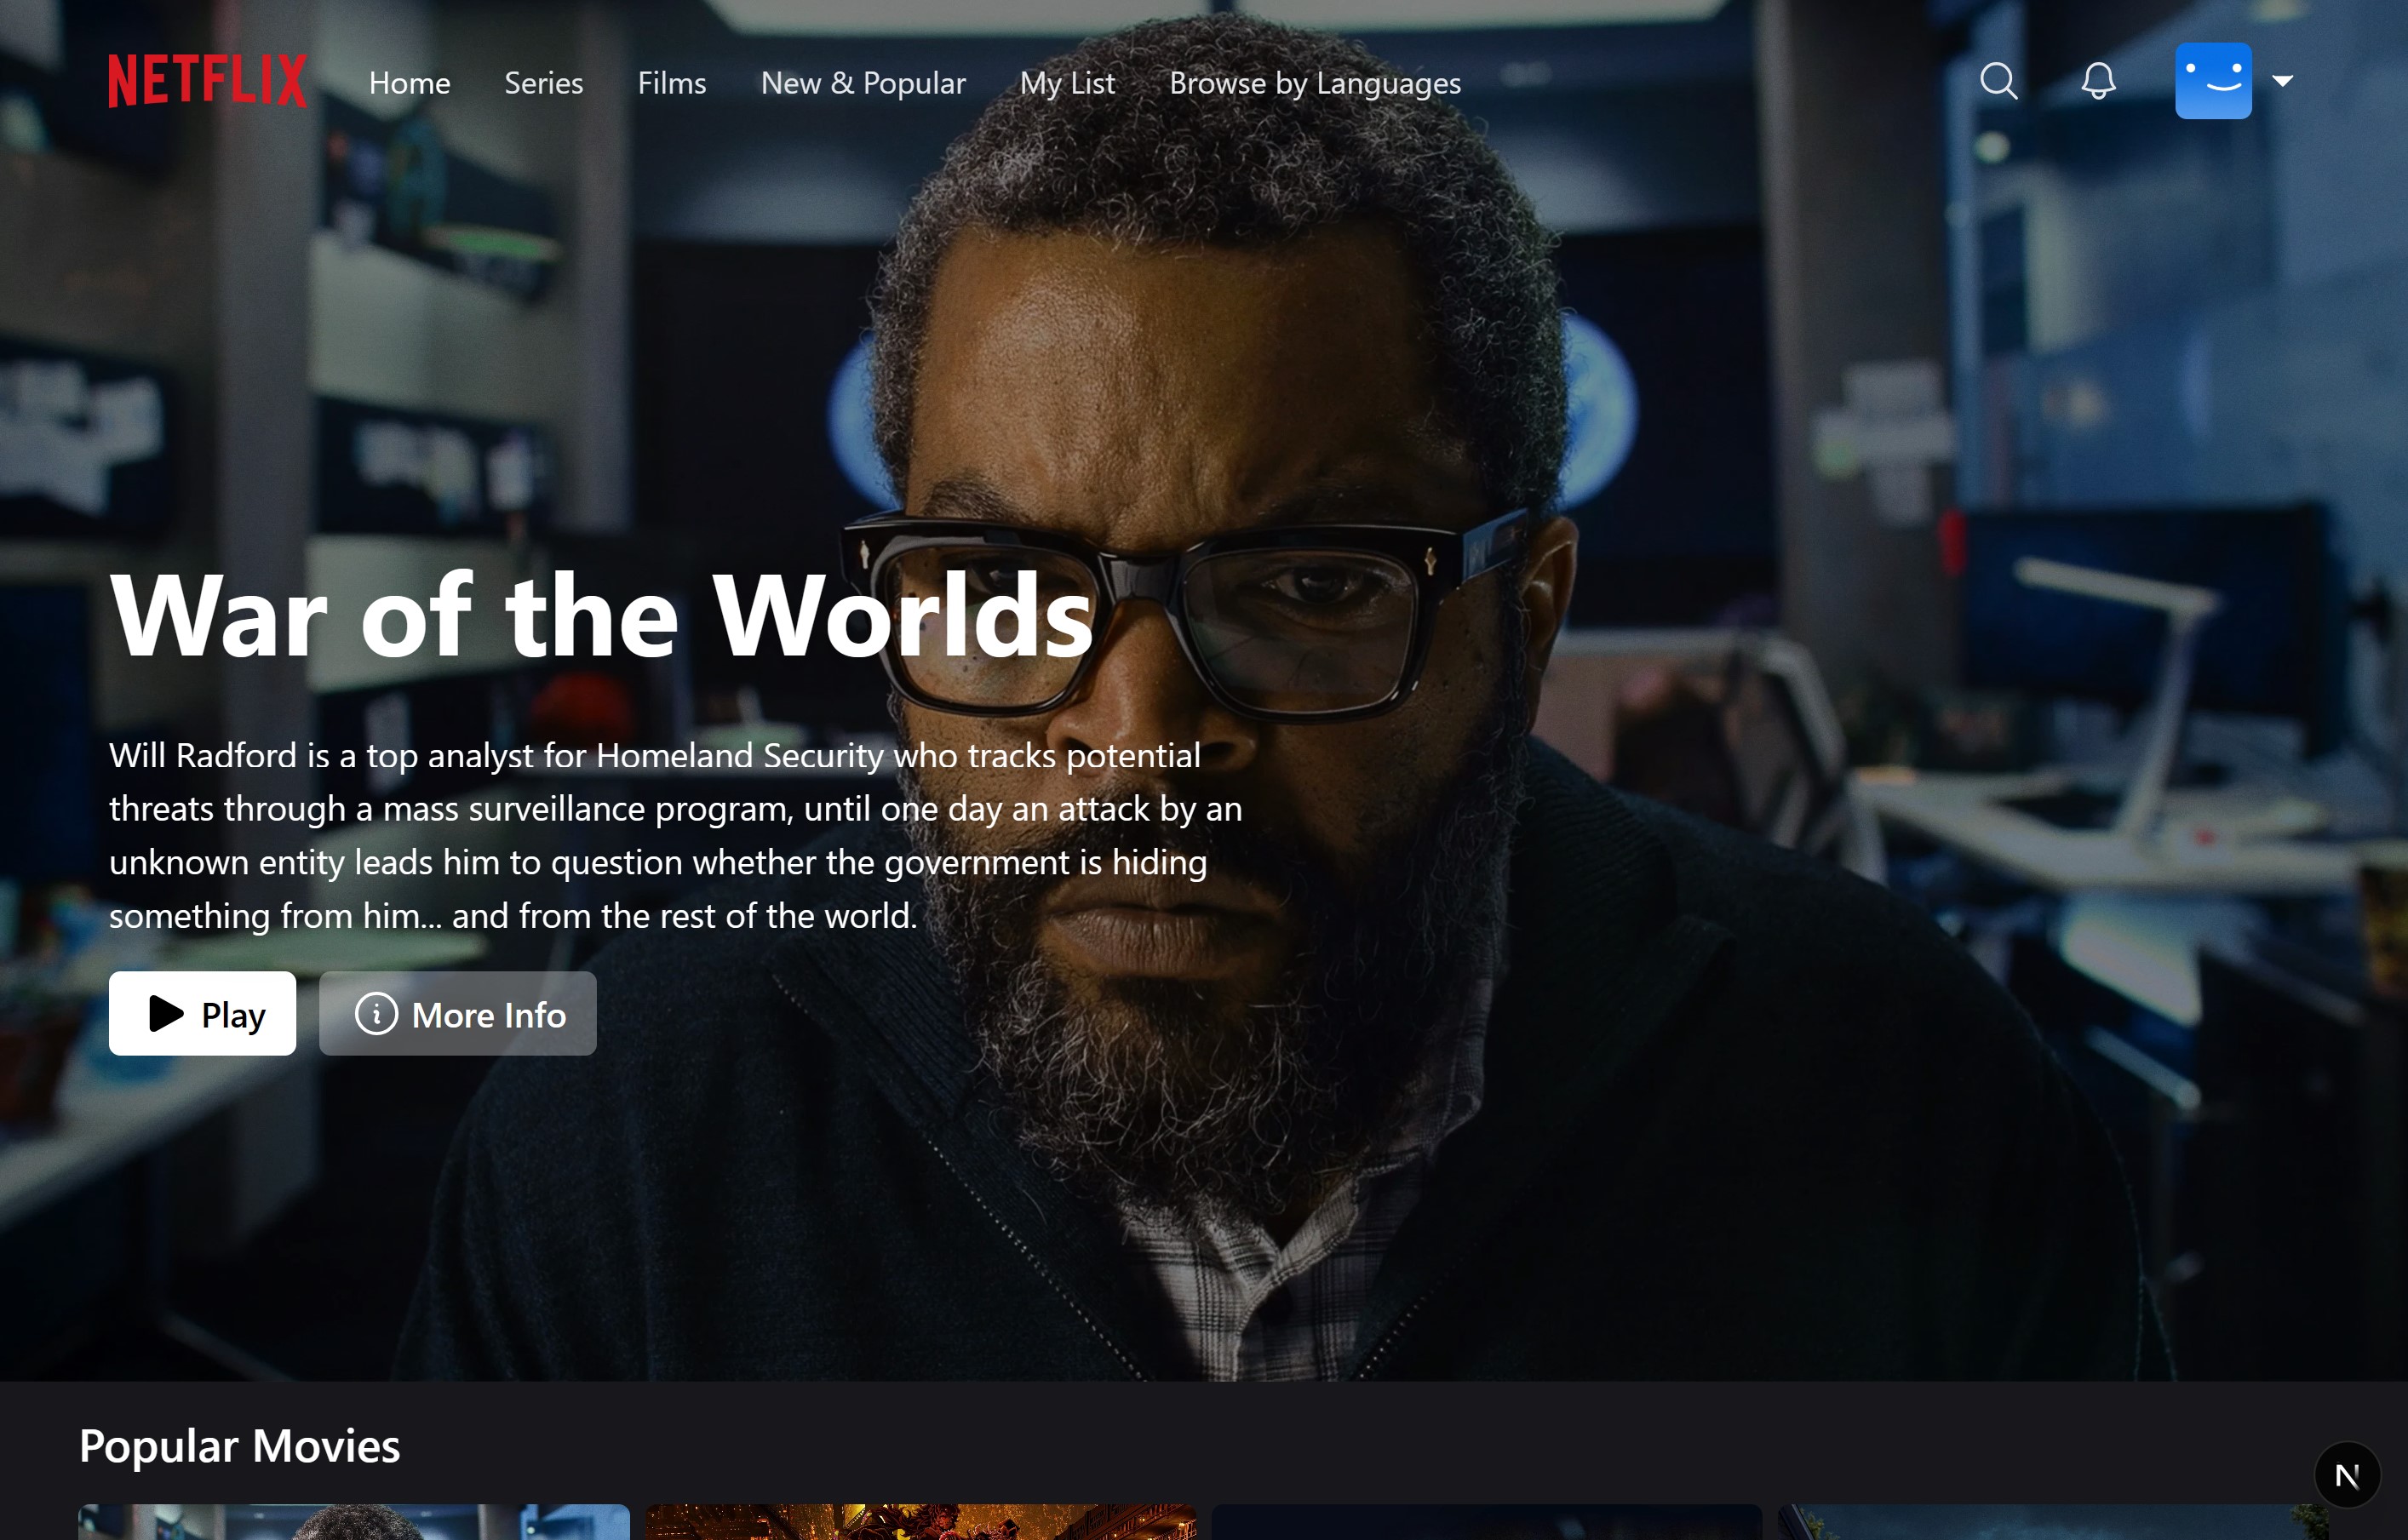 NETFLIX
Home
Series
Films
New & Popular
My List
Browse by Languages
War of the Worlds
Will Radford is a top analyst for Homeland Security who tracks potential
threats through a mass surveillance program, until one day an attack by an
unknown entity leads him to question whether the government is hiding
something from him... and from the rest of the world.
Play
More Info
Popular Movies
N